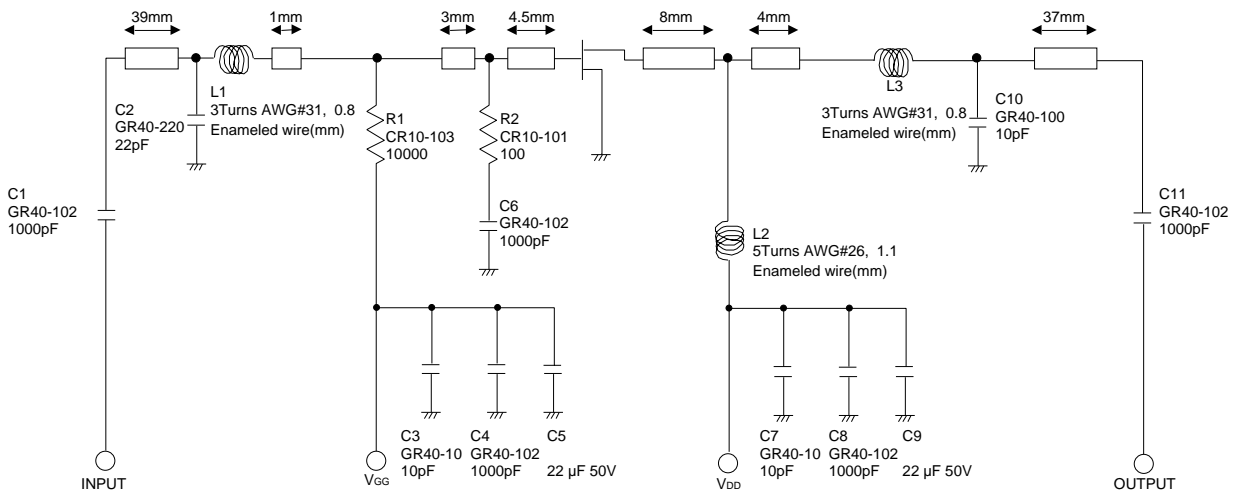 39mm
1mm
3mm
4.5mm
8mm
4mm
37mm
C2
GR40-220
22pF
L1
3Turns AWG#31, 0.8
Enameled wire(mm)
R1
CR10-103
10000
R2
CR10-101
100
L3
3Turns AWG#31, 0.8
Enameled wire(mm)
C10
GR40-100
10pF
C1
GR40-102
1000pF
C6
GR40-102
1000pF
L2
5Turns AWG#26, 1.1
Enameled wire(mm)
C11
GR40-102
1000pF
C3
GR40-10
10pF
C4
GR40-102
1000pF
C5
22 µF 50V
C7
GR40-10
10pF
C8
GR40-102
1000pF
C9
22 µF 50V
INPUT
VGG
VDD
OUTPUT